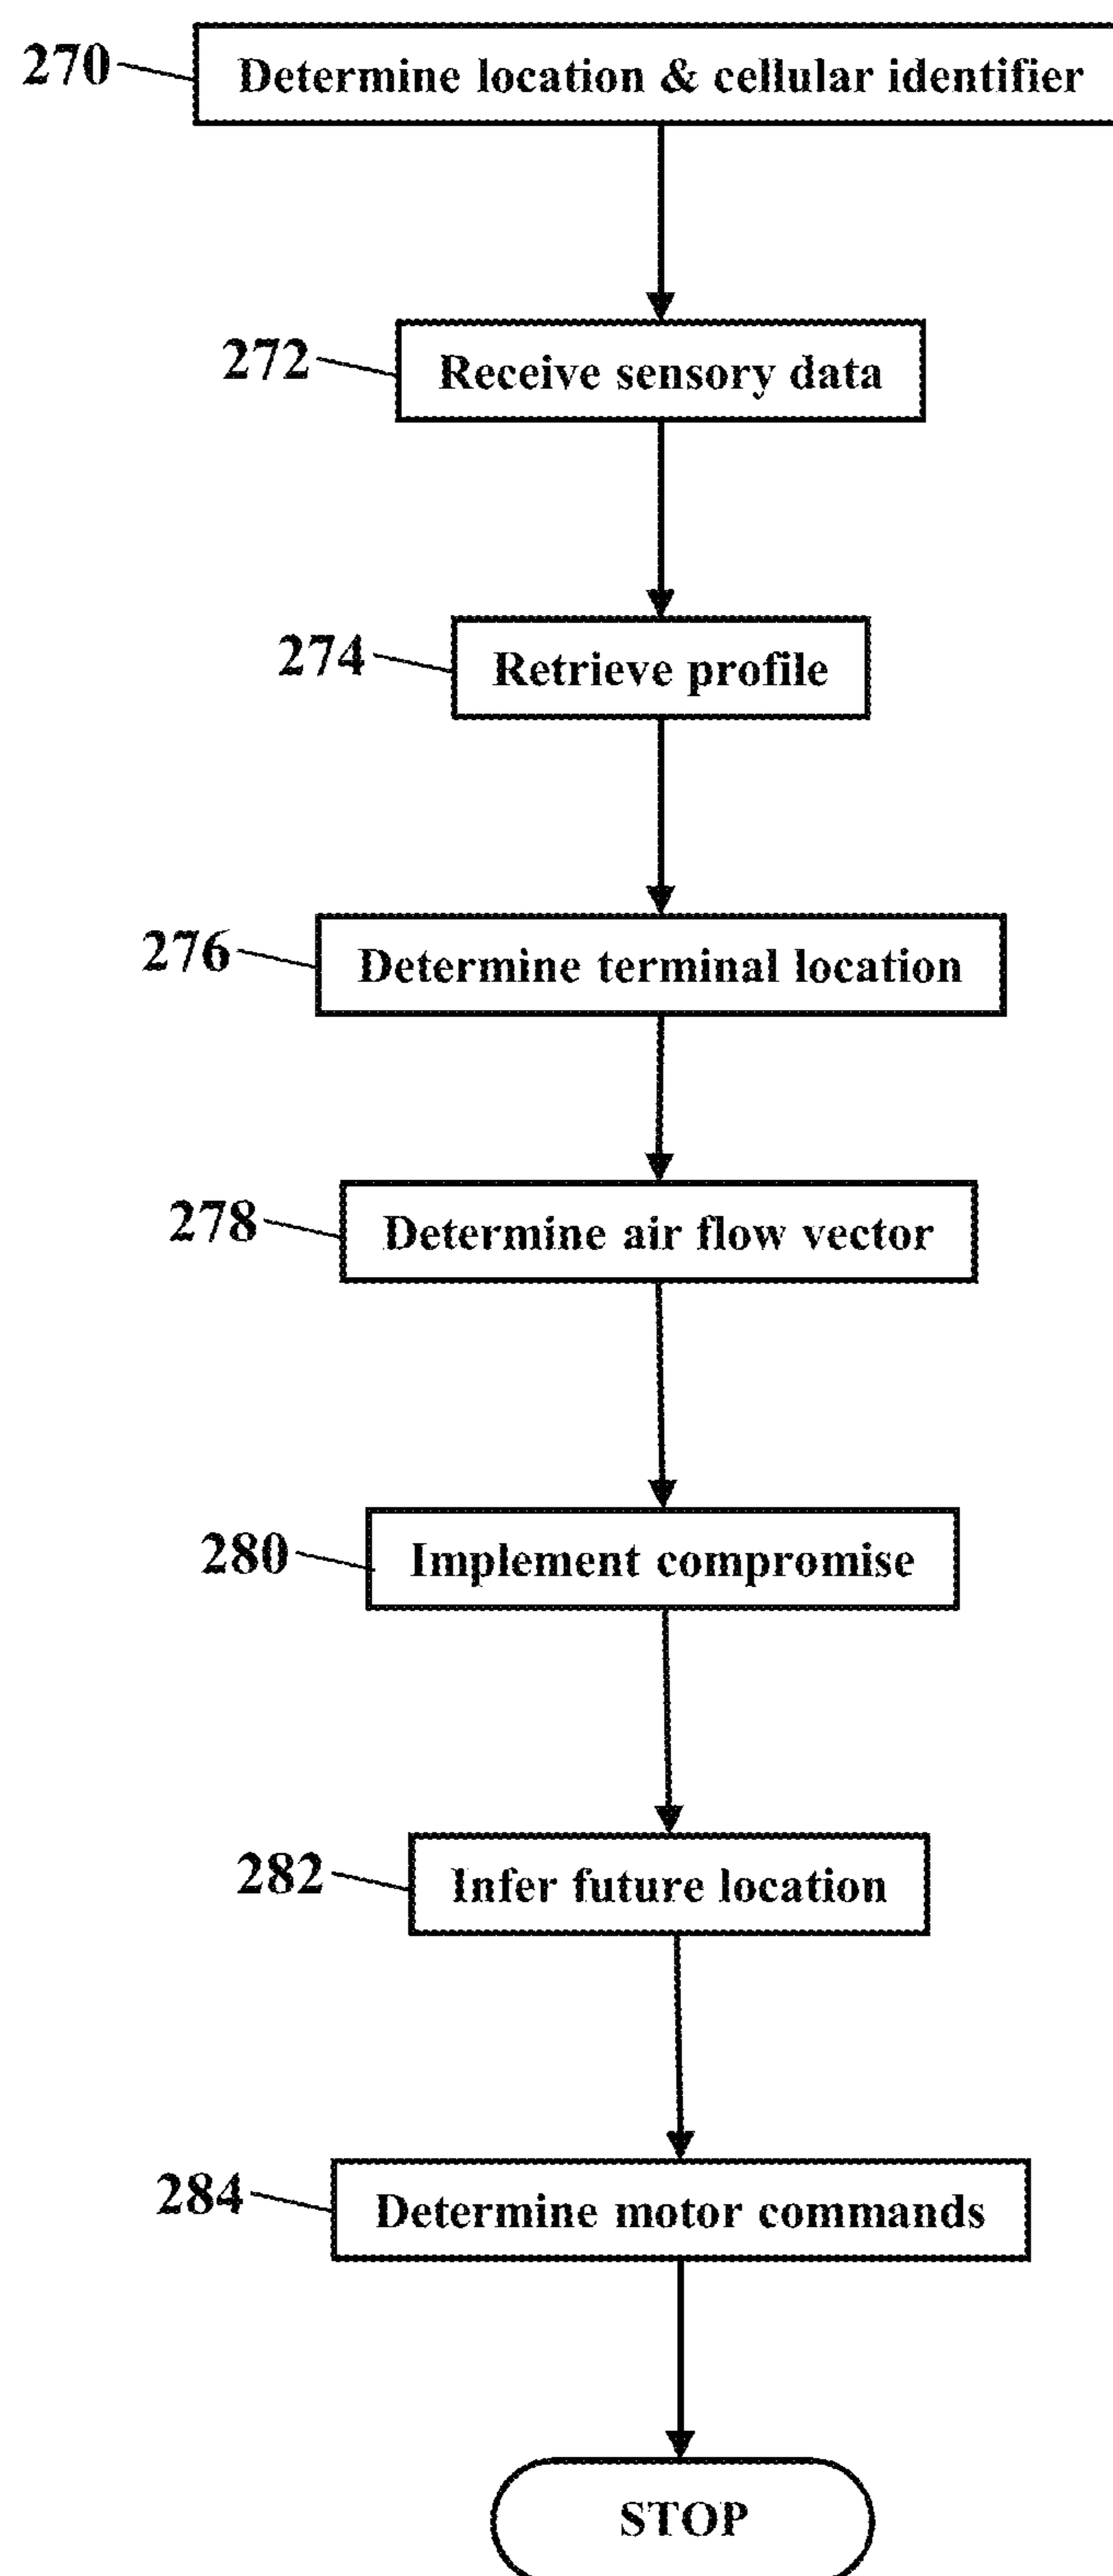 270 Determine location & cellular identifier
272 Receive sensory data
274 Retrieve profile
276 Determine terminal location
278 Determine air flow vector
280 Implement compromise
282 Infer future location
284 Determine motor commands
STOP